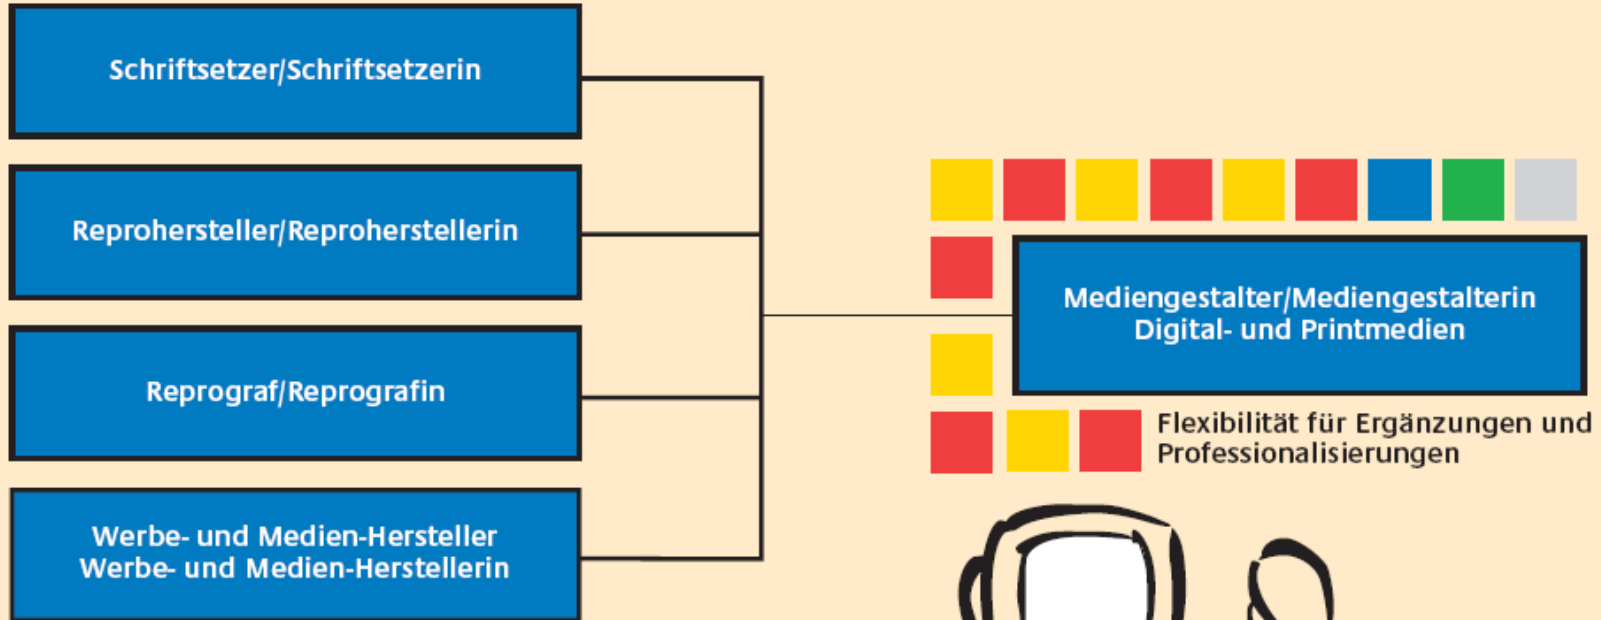 Schriftsetzer/Schriftsetzerin
Reprohersteller/Reproherstellerin
Reprograf/Reprografin
Werbe- und Medien-Hersteller
Werbe- und Medien-Herstellerin
Mediengestalter/Mediengestalterin
Digital- und Printmedien
Flexibilität für Ergänzungen und
Professionalisierungen